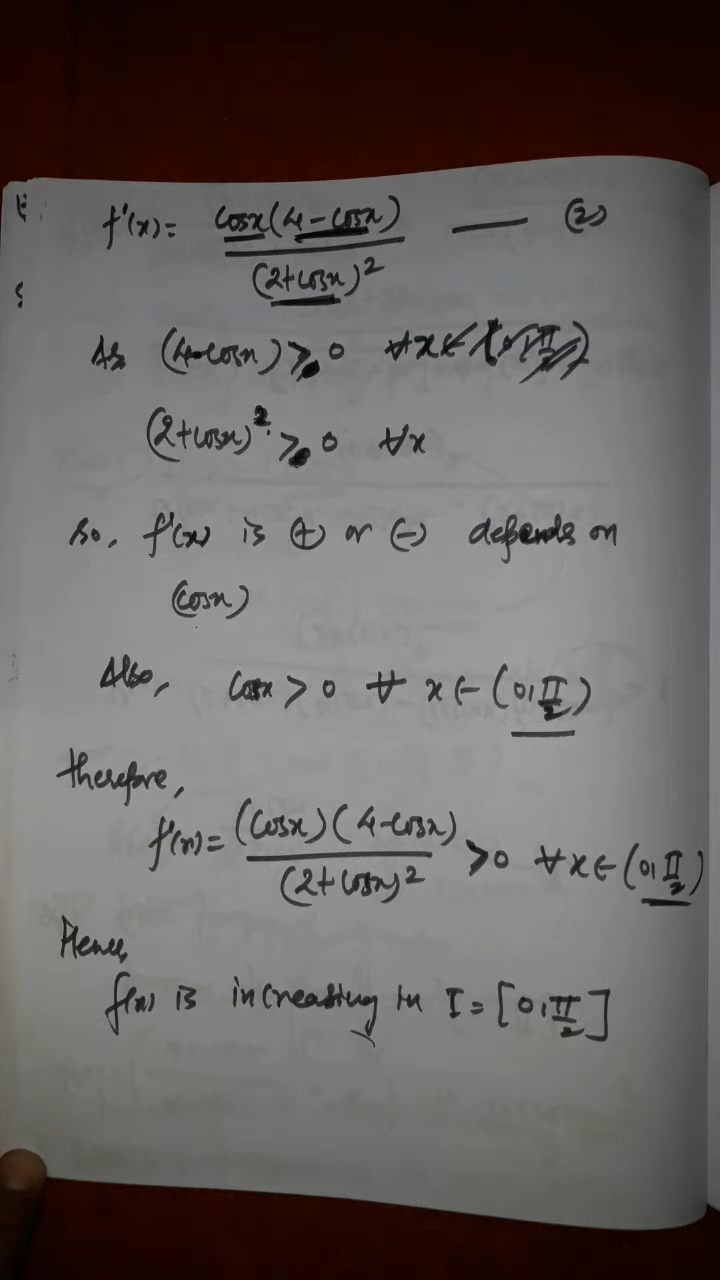 f'(x) = cosx(4-cosx) / (2+cosx)² —— (2)
As (4-cosx) > 0 ∀x
(2+cosx)² > 0 ∀x
so, f'(x) is (+) or (-) depends on
(cosx)
Also, cosx > 0 ∀ x ∈ (0, π/2)
therefore,
f'(x) = (cosx)(4-cosx) / (2+cosx)² > 0 ∀x ∈ (0, π/2)
Hence,
f(x) is increasing in I = [0, π/2]